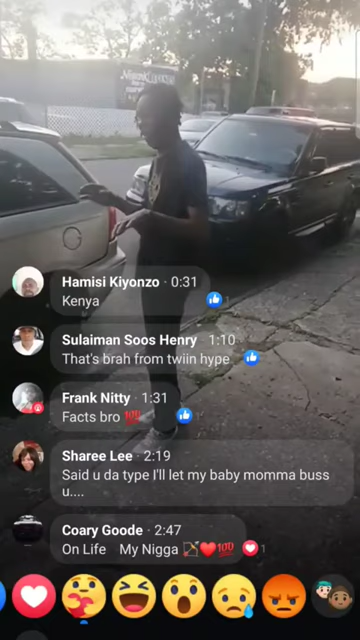 Hamisi Kiyonzo · 0:31
Kenya
1
Sulaiman Soos Henry · 1:10
That's brah from twiin hype
Frank Nitty · 1:31
Facts bro 💯
Sharee Lee · 2:19
Said u da type I'll let my baby momma buss
u....
Coary Goode · 2:47
On Life My Nigga 🏹❤️💯
1